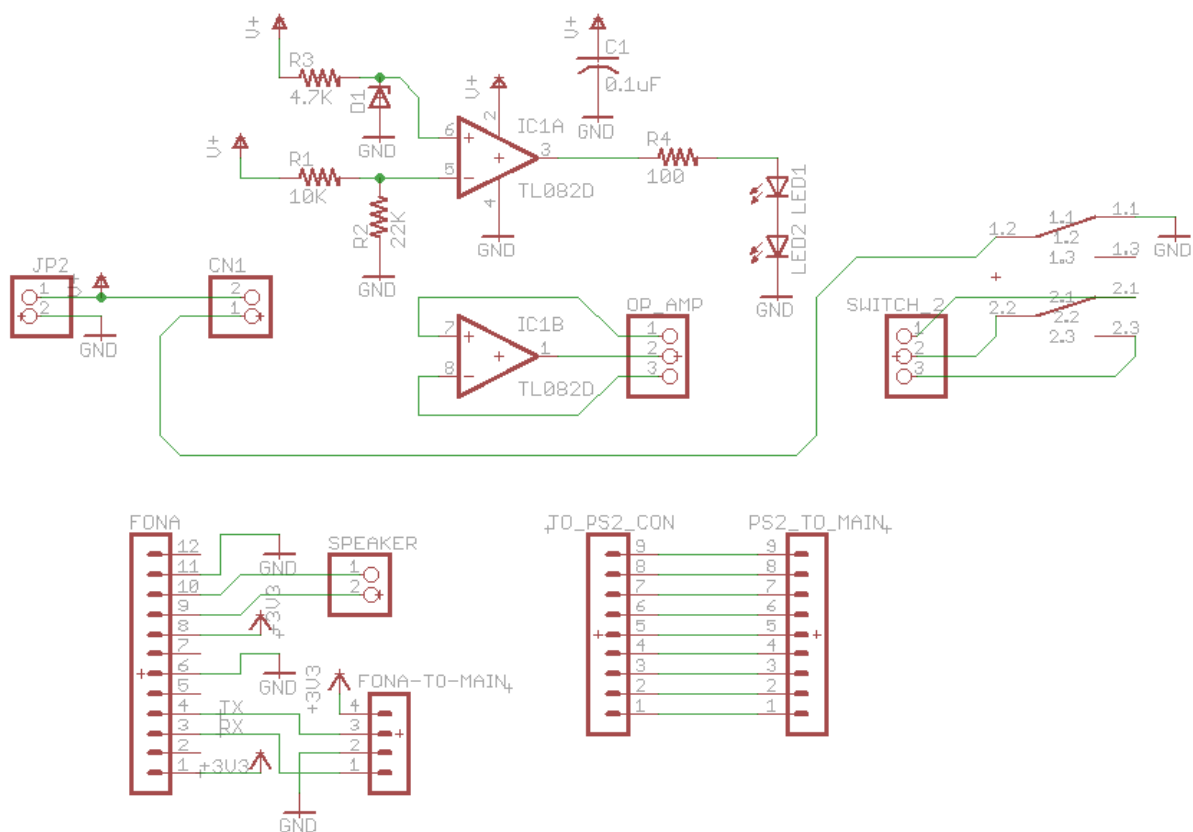 V+
V+
C1
0.1uF
GND
R3
4.7K
D1
GND
V+
2
6
5
IC1A
3
TL082D
4
GND
R4
100
LED1
LED2
GND
V+
R1
10K
R2
22K
GND
1.2
1.1
1.2
1.3
1.1
1.3
GND
JP2
1
2
V+
GND
CN1
2
1
7
8
IC1B
1
TL082D
OP_AMP
1
2
3
SWITCH_2
1
2
3
2.2
2.1
2.2
2.3
2.1
2.3
FONA
12
11
10
9
8
7
6
5
4
3
2
1
GND
SPEAKER
1
2
+3V3
GND
TX
RX
+3V3
+3V3
FONA-TO-MAIN
4
3
2
1
GND
TO_PS2_CON
9
8
7
6
5
4
3
2
1
PS2_TO_MAIN
9
8
7
6
5
4
3
2
1